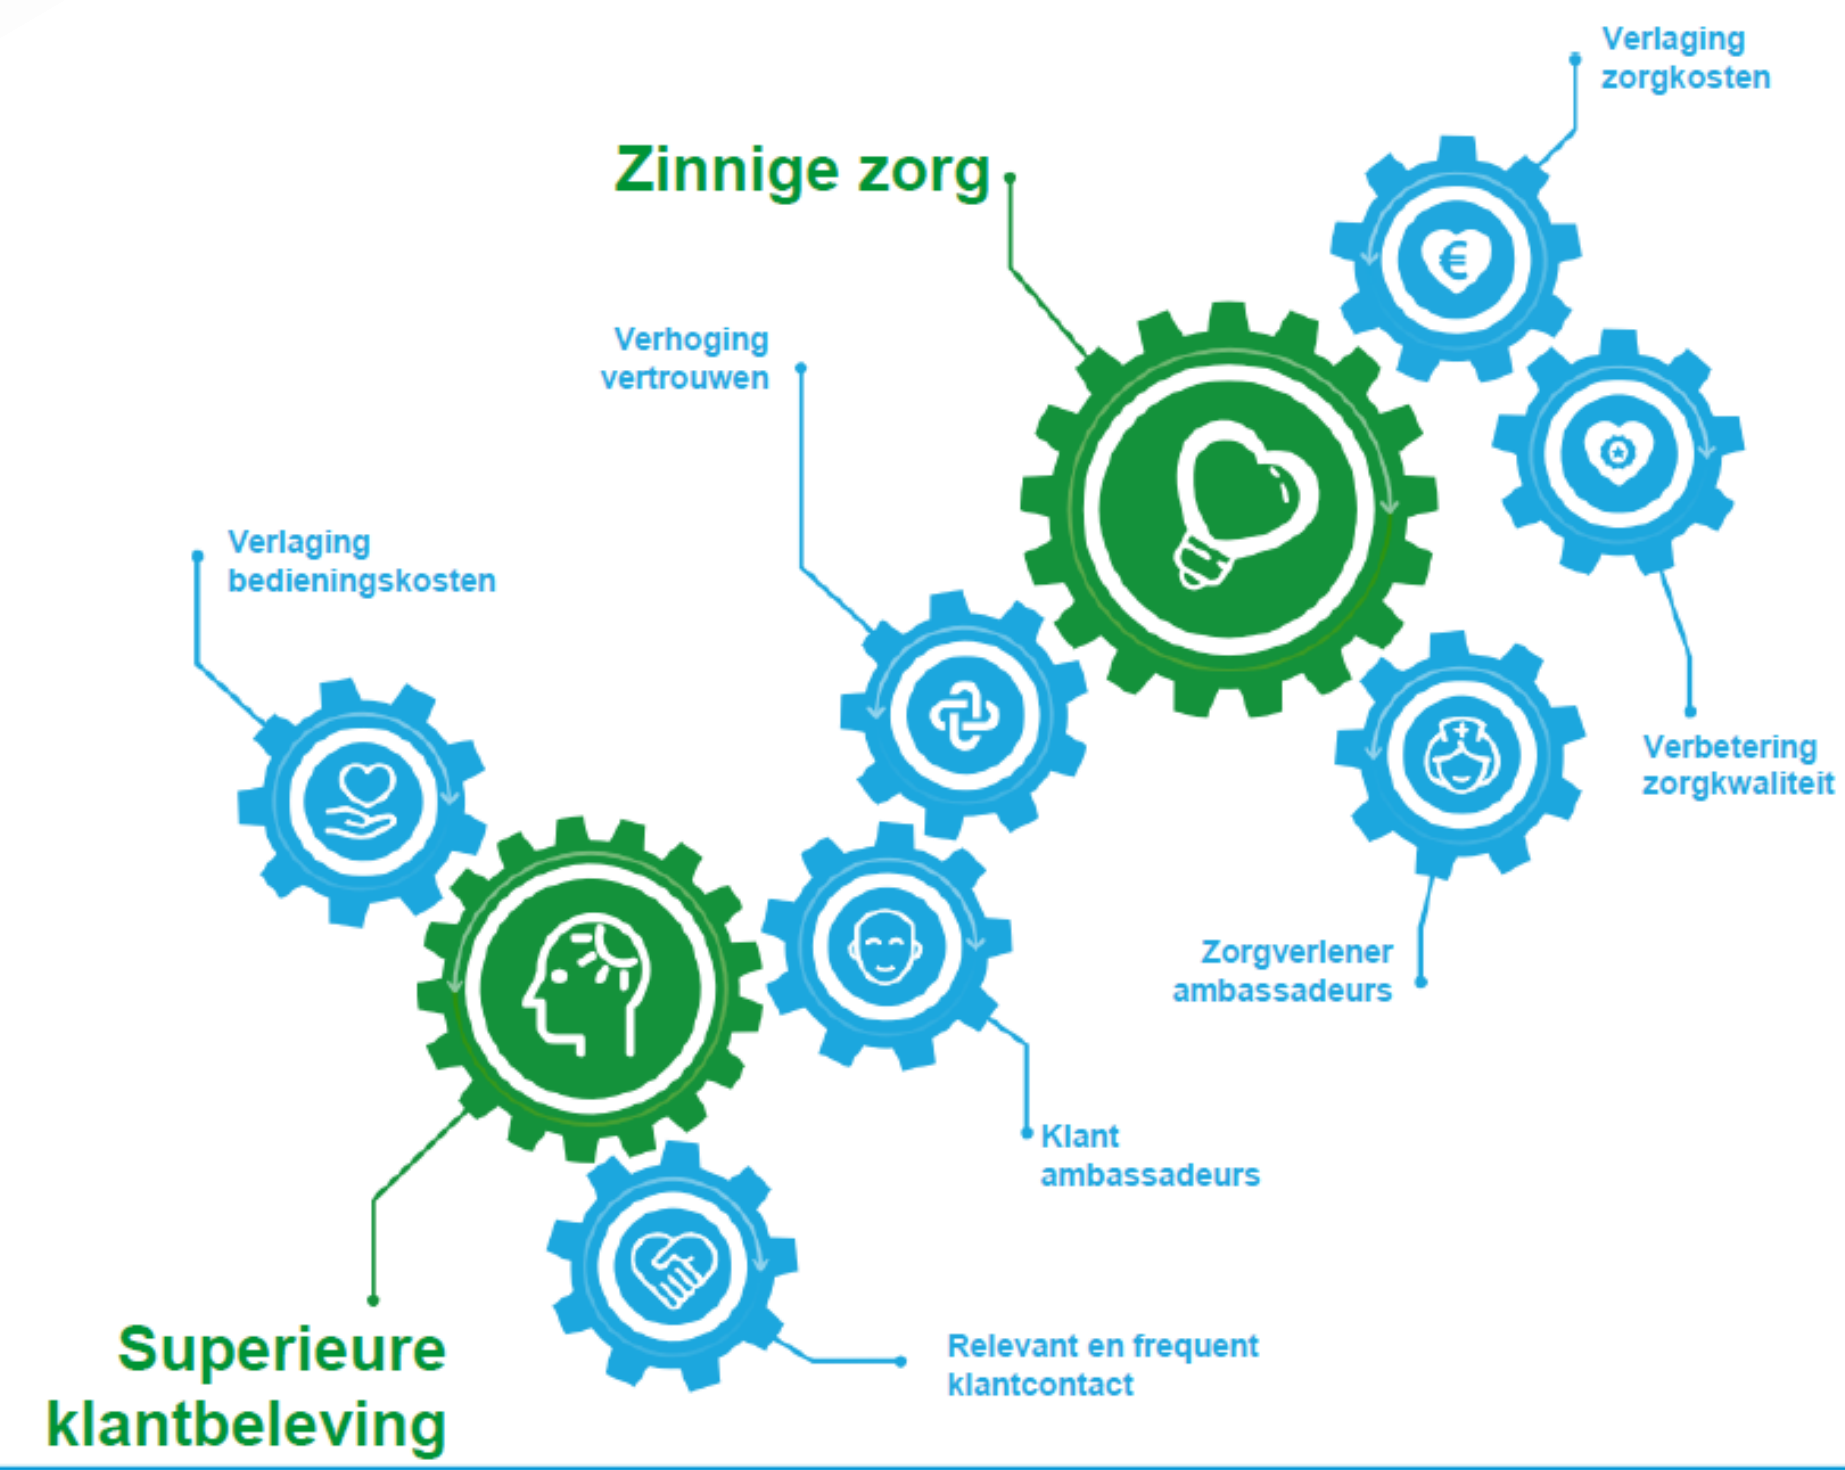 Verlaging
zorgkosten
Zinnige zorg
Verhoging
vertrouwen
Verlaging
bedieningskosten
Verbetering
zorgkwaliteit
Zorgverlener
ambassadeurs
Klant
ambassadeurs
Superieure
klantbeleving
Relevant en frequent
klantcontact